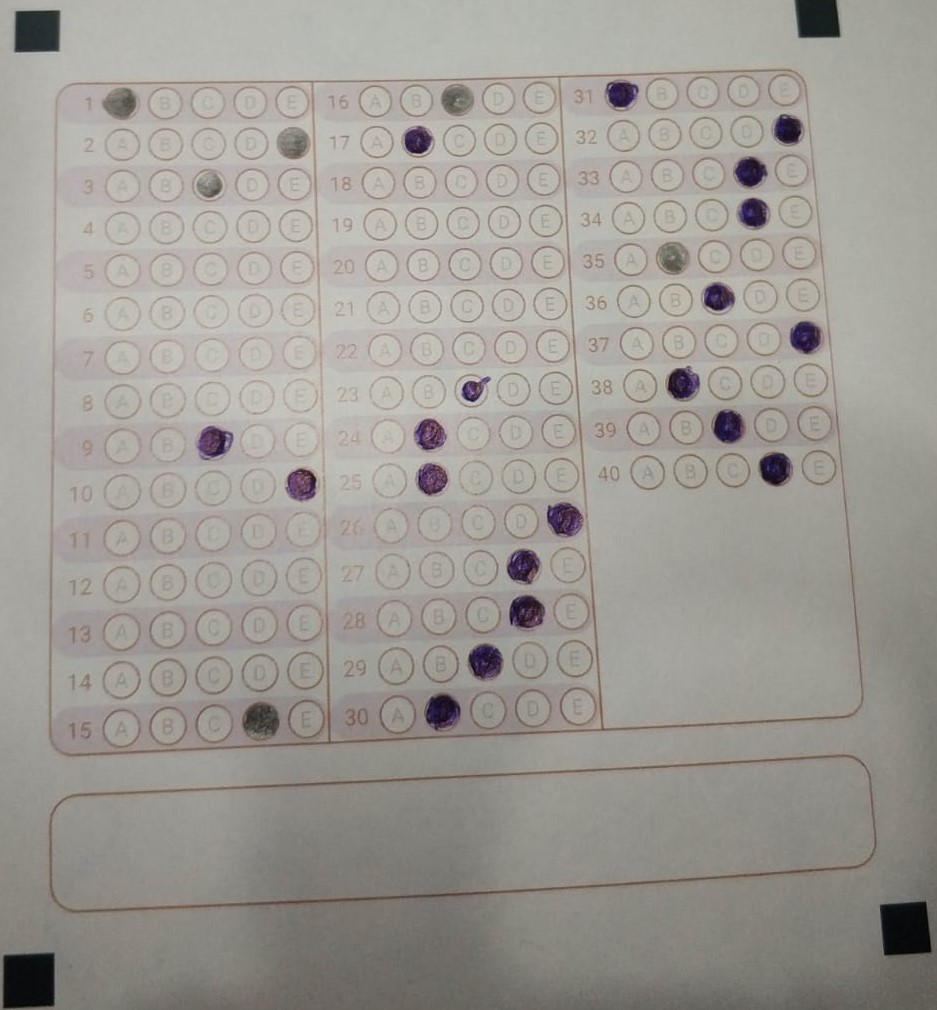 1 B C D E
2 A B C D
3 A B D E
4 A B C D E
5 A B C D E
6 A B C D E
7 A B C D E
8 A B C D E
9 A B D E
10 A B C D
11 A B C D E
12 A B C D E
13 A B C D E
14 A B C D E
15 A B C E
16 A B D E
17 A C D E
18 A B C D E
19 A B C D E
20 A B C D E
21 A B C D E
22 A B C D E
23 A B D E
24 A C D E
25 A C D E
26 A B C D
27 A B C E
28 A B C E
29 A B D E
30 A C D E
31 B C D E
32 A B C D
33 A B C E
34 A B C E
35 A C D E
36 A B D E
37 A B C D
38 A C D E
39 A B D E
40 A B C E